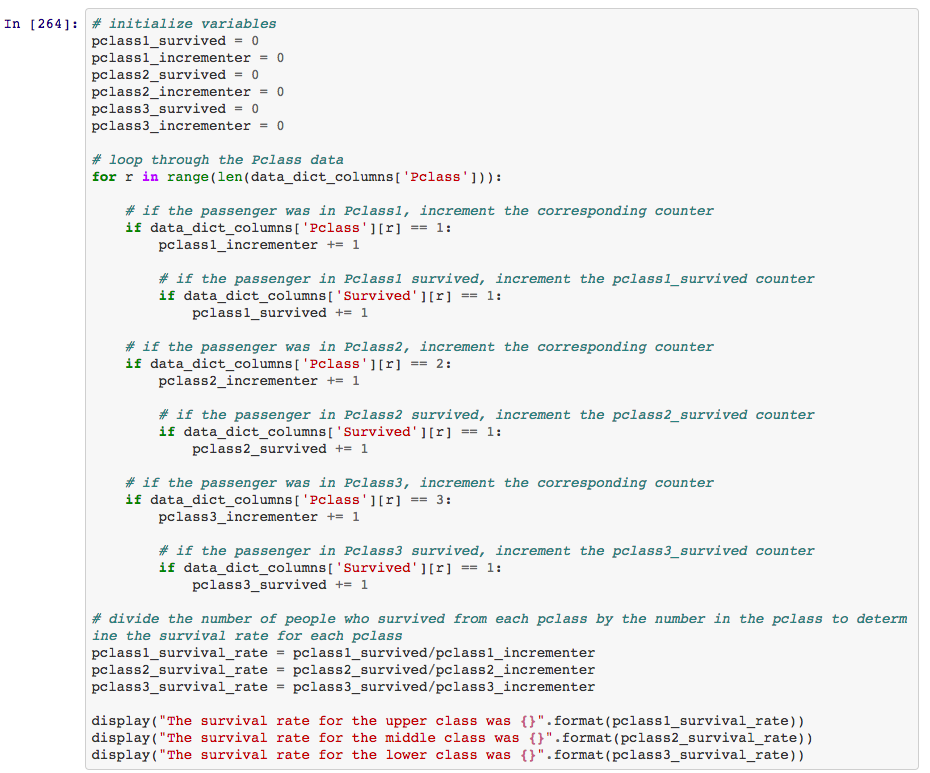 In [264]: # initialize variables
pclass1_survived = 0
pclass1_incrementer = 0
pclass2_survived = 0
pclass2_incrementer = 0
pclass3_survived = 0
pclass3_incrementer = 0

# loop through the Pclass data
for r in range(len(data_dict_columns['Pclass'])):

    # if the passenger was in Pclass1, increment the corresponding counter
    if data_dict_columns['Pclass'][r] == 1:
        pclass1_incrementer += 1

        # if the passenger in Pclass1 survived, increment the pclass1_survived counter
        if data_dict_columns['Survived'][r] == 1:
            pclass1_survived += 1

    # if the passenger was in Pclass2, increment the corresponding counter
    if data_dict_columns['Pclass'][r] == 2:
        pclass2_incrementer += 1

        # if the passenger in Pclass2 survived, increment the pclass2_survived counter
        if data_dict_columns['Survived'][r] == 1:
            pclass2_survived += 1

    # if the passenger was in Pclass3, increment the corresponding counter
    if data_dict_columns['Pclass'][r] == 3:
        pclass3_incrementer += 1

        # if the passenger in Pclass3 survived, increment the pclass3_survived counter
        if data_dict_columns['Survived'][r] == 1:
            pclass3_survived += 1

# divide the number of people who survived from each pclass by the number in the pclass to determ
ine the survival rate for each pclass
pclass1_survival_rate = pclass1_survived/pclass1_incrementer
pclass2_survival_rate = pclass2_survived/pclass2_incrementer
pclass3_survival_rate = pclass3_survived/pclass3_incrementer

display("The survival rate for the upper class was {}".format(pclass1_survival_rate))
display("The survival rate for the middle class was {}".format(pclass2_survival_rate))
display("The survival rate for the lower class was {}".format(pclass3_survival_rate))